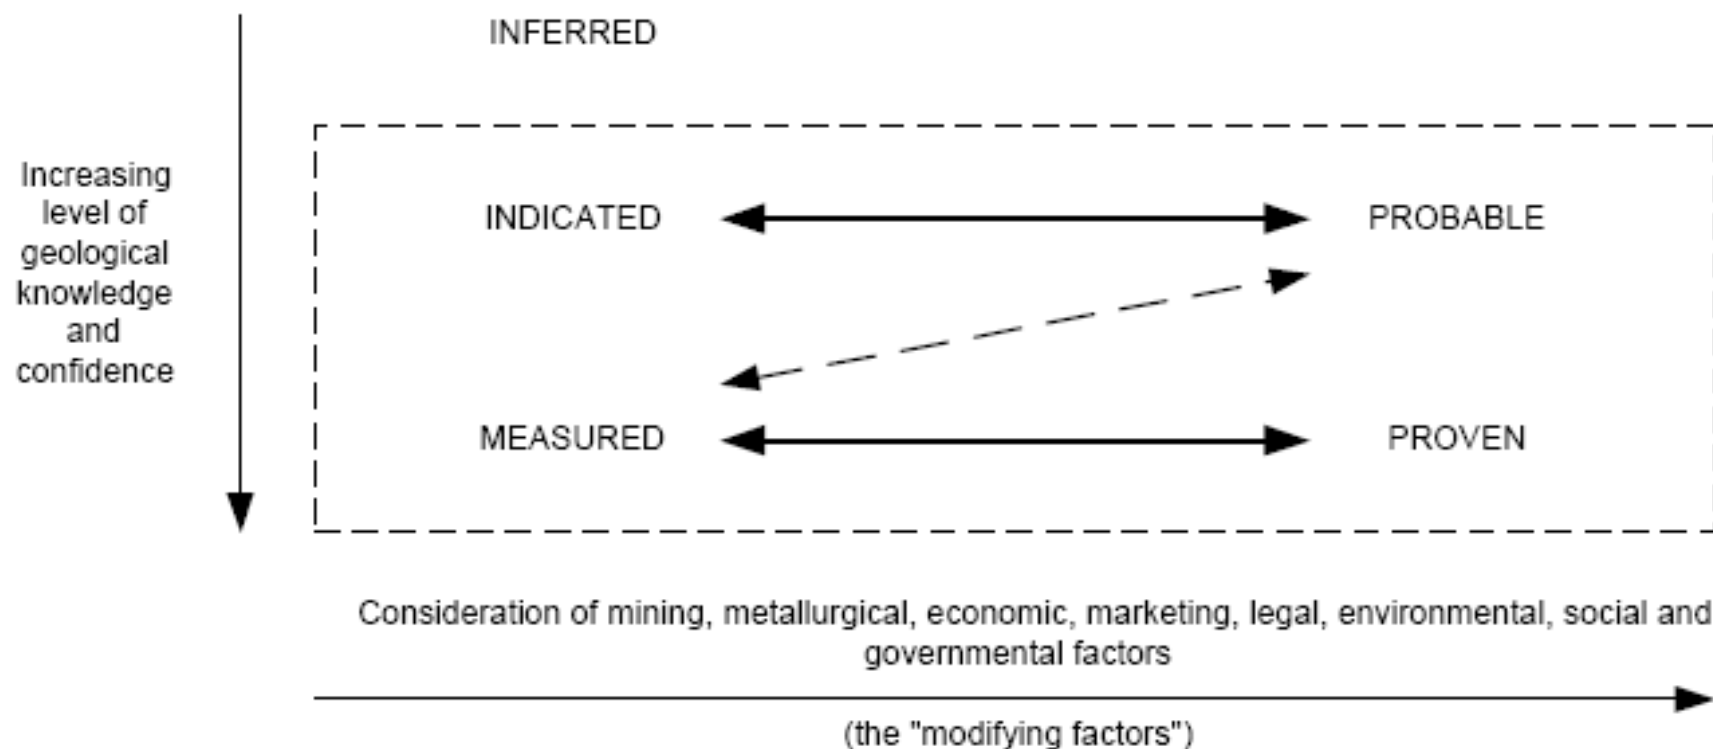 INFERRED
Increasing
level of
geological
knowledge
and
confidence
INDICATED
PROBABLE
MEASURED
PROVEN
Consideration of mining, metallurgical, economic, marketing, legal, environmental, social and
governmental factors
(the "modifying factors")